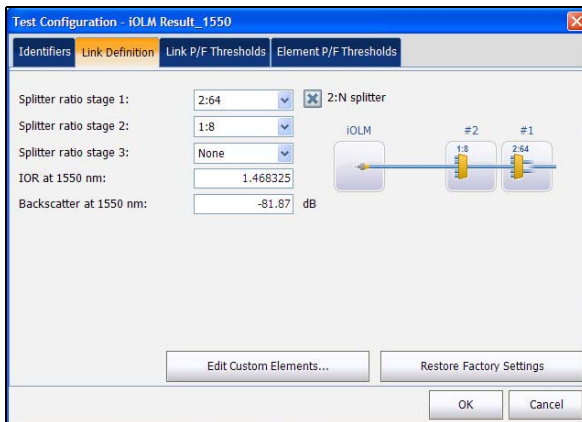 Test Configuration - iOLM Result_1550
Identifiers Link Definition Link P/F Thresholds Element P/F Thresholds
Splitter ratio stage 1: 2:64 2:N splitter
Splitter ratio stage 2: 1:8 iOLM #2 #1
1:8 2:64
Splitter ratio stage 3: None
IOR at 1550 nm: 1.468325
Backscatter at 1550 nm: -81.87 dB
Edit Custom Elements... Restore Factory Settings
OK Cancel